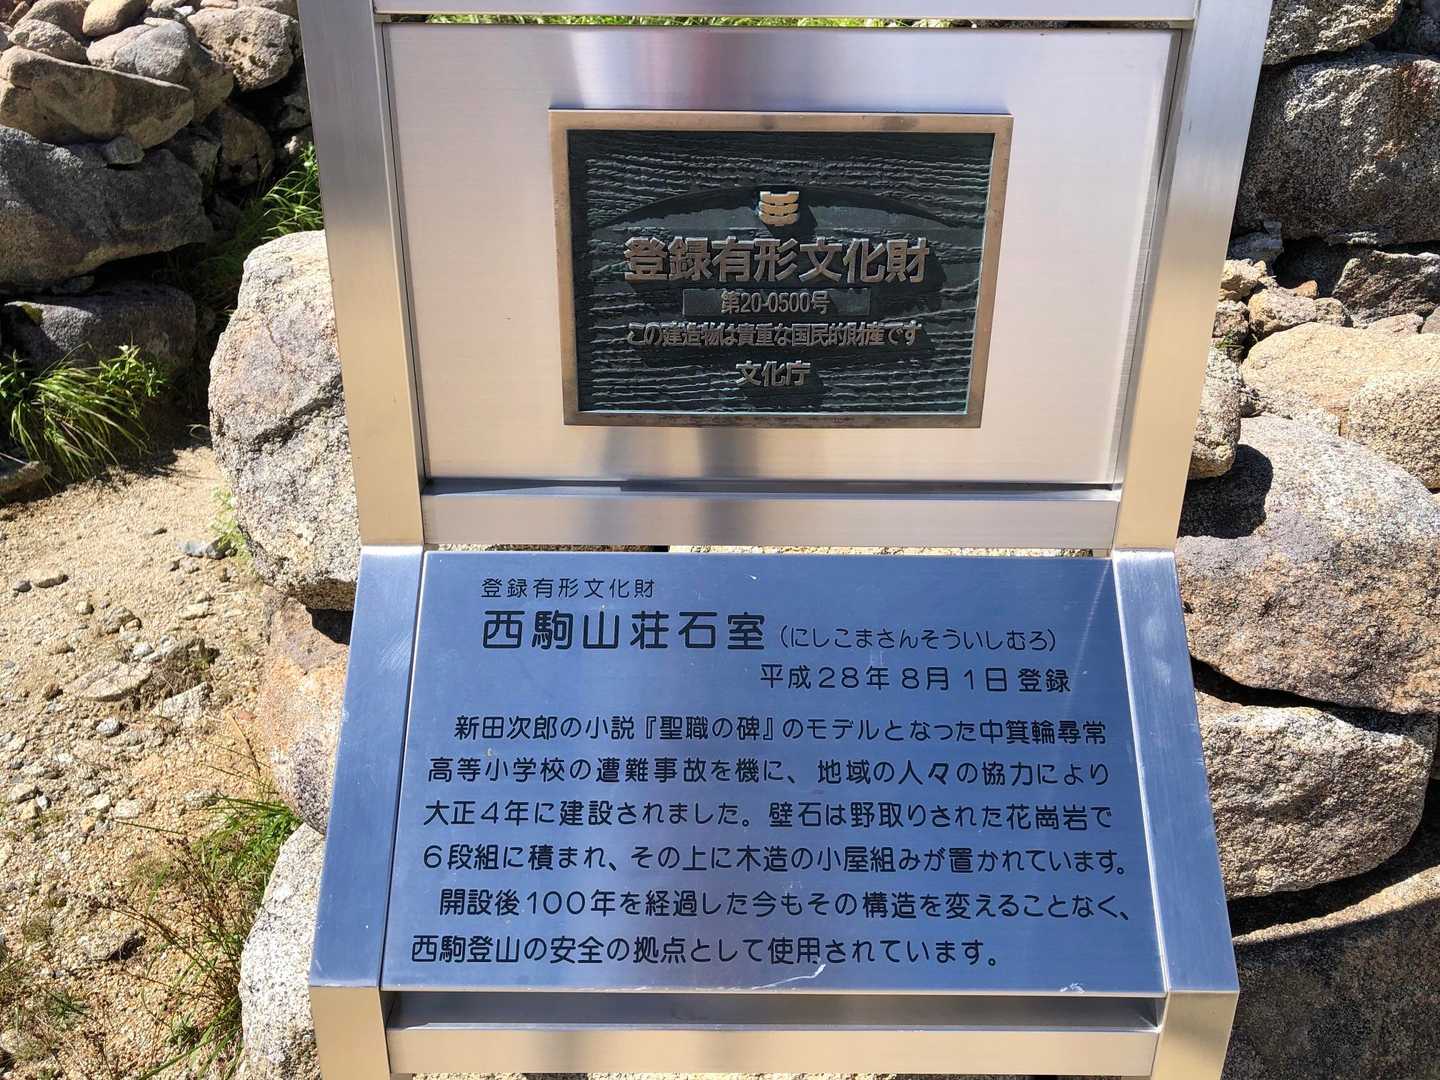 登録有形文化財
第20-0500号
この建造物は貴重な国民的財産です
文化庁
登録有形文化財
西駒山荘石室（にしこまさんそういしむろ）
平成２８年 ８月 １日 登録
新田次郎の小説『聖職の碑』のモデルとなった中箕輪尋常
高等小学校の遭難事故を機に、地域の人々の協力により
大正４年に建設されました。壁石は野取りされた花崗岩で
６段組に積まれ、その上に木造の小屋組みが置かれています。
開設後１００年を経過した今もその構造を変えることなく、
西駒登山の安全の拠点として使用されています。